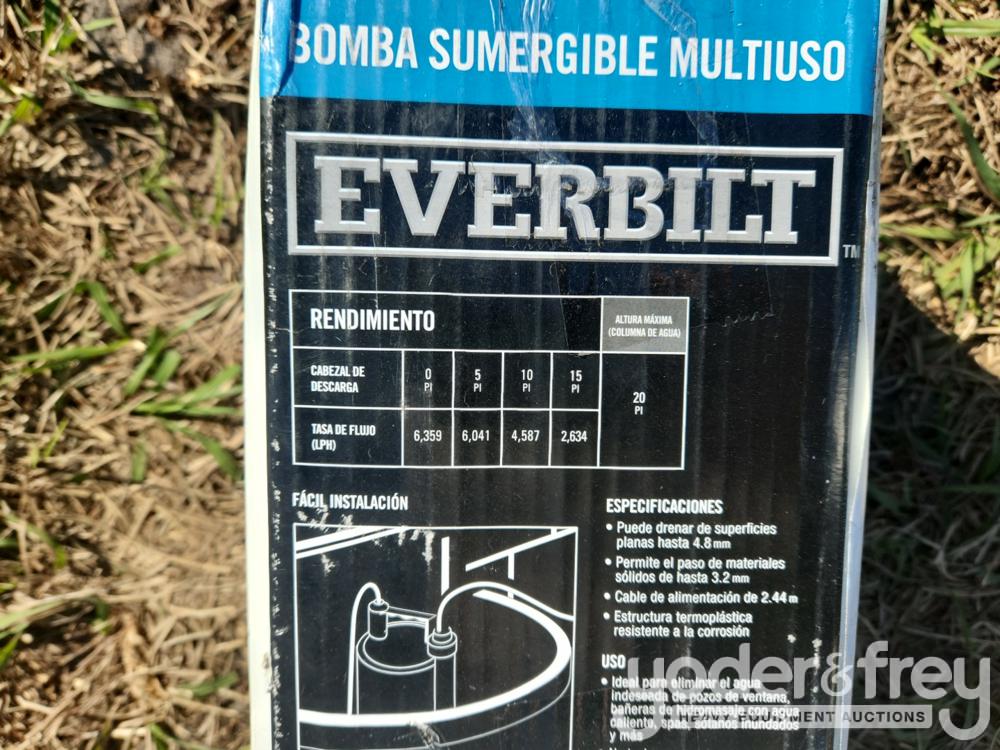 BOMBA SUMERGIBLE MULTIUSO
EVERBILT
TM
RENDIMIENTO
ALTURA MÁXIMA
(COLUMNA DE AGUA)
CABEZAL DE
DESCARGA
0
PI
5
PI
10
PI
15
PI
20
PI
TASA DE FLUJO
(LPH)
6,359
6,041
4,587
2,634
FÁCIL INSTALACIÓN
ESPECIFICACIONES
• Puede drenar de superficies
planas hasta 4.8 mm
• Permite el paso de materiales
sólidos de hasta 3.2 mm
• Cable de alimentación de 2.44 m
• Estructura termoplástica
resistente a la corrosión
USO
• Ideal para eliminar el agua
indeseada de pozos de ventana,
bañeras de hidromasaje con agua
caliento, spas, sótanos inundados
y más
yoder&frey
HEAVY EQUIPMENT AUCTIONS